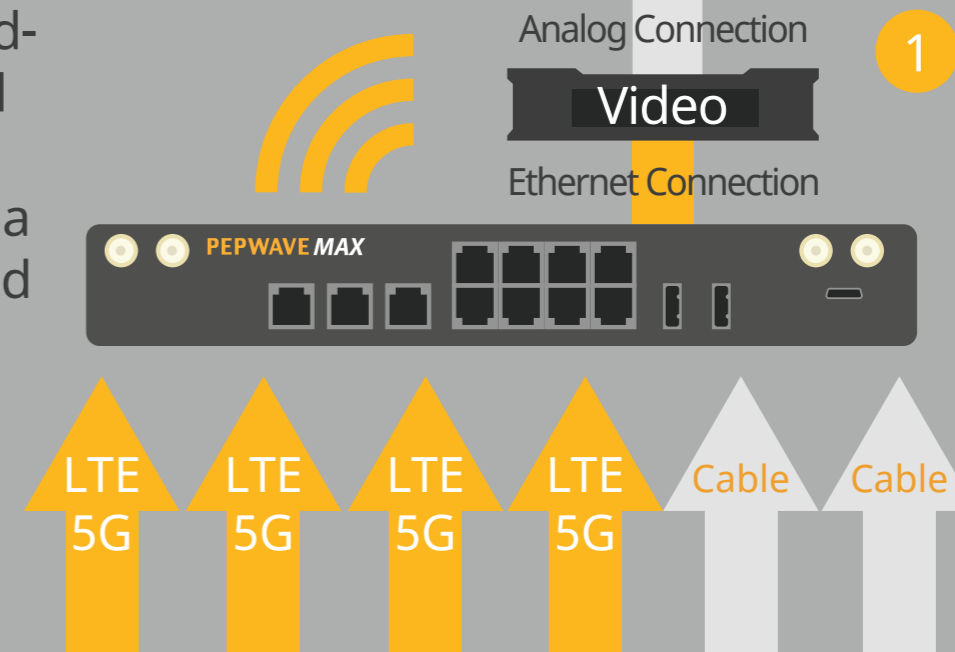 d-
l
a
d
Analog Connection
1
Video
Ethernet Connection
PEPWAVE MAX
LTE
5G
LTE
5G
LTE
5G
LTE
5G
Cable
Cable